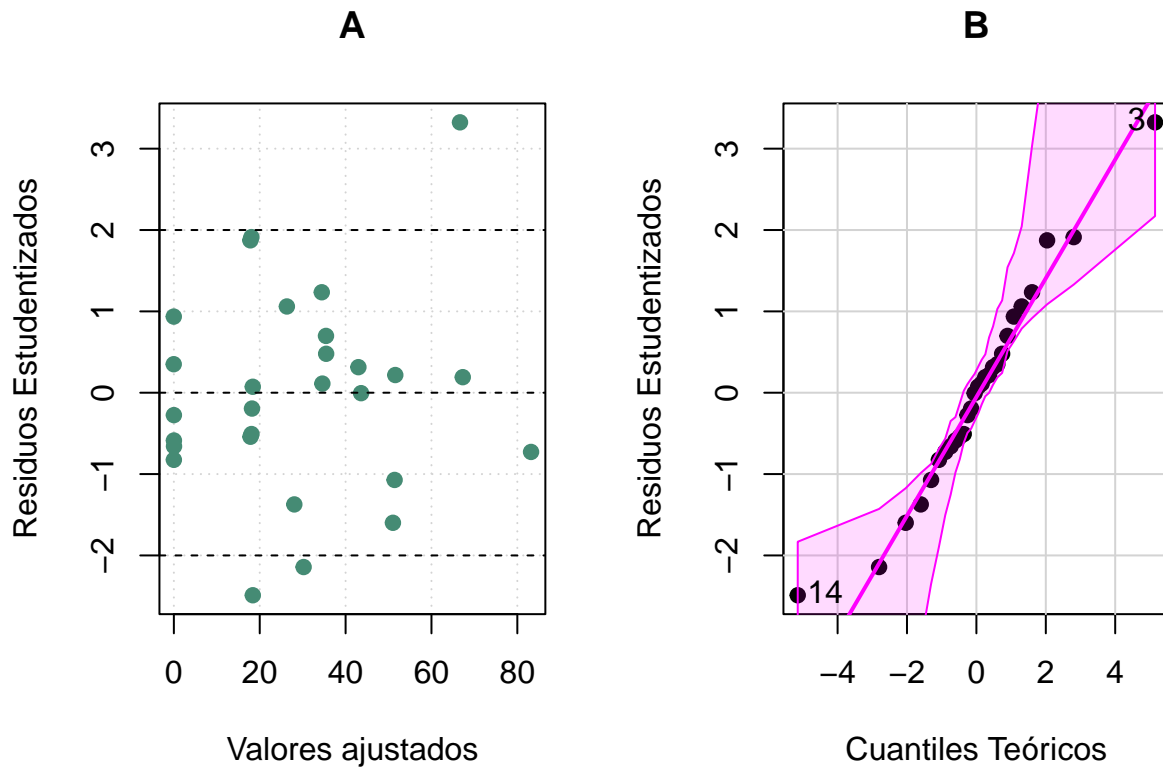 A
Residuos Estudentizados
3
2
1
0
−1
−2
0 20 40 60 80
Valores ajustados
B
Residuos Estudentizados
3
2
1
0
−1
−2
3
14
−4 −2 0 2 4
Cuantiles Teóricos